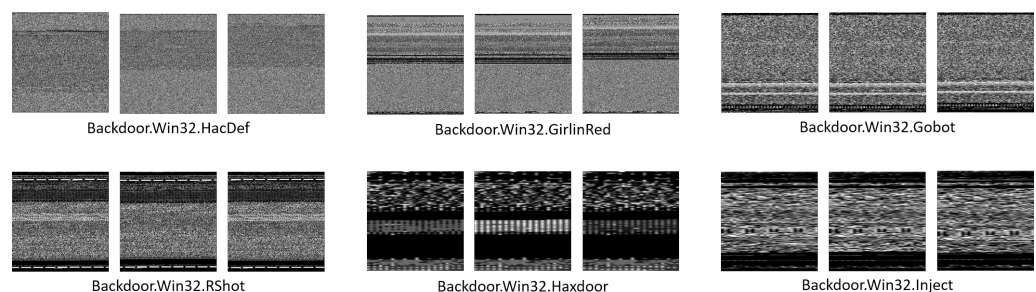 Backdoor.Win32.HacDef
Backdoor.Win32.GirlinRed
Backdoor.Win32.Gobot
Backdoor.Win32.RShot
Backdoor.Win32.Haxdoor
Backdoor.Win32.Inject